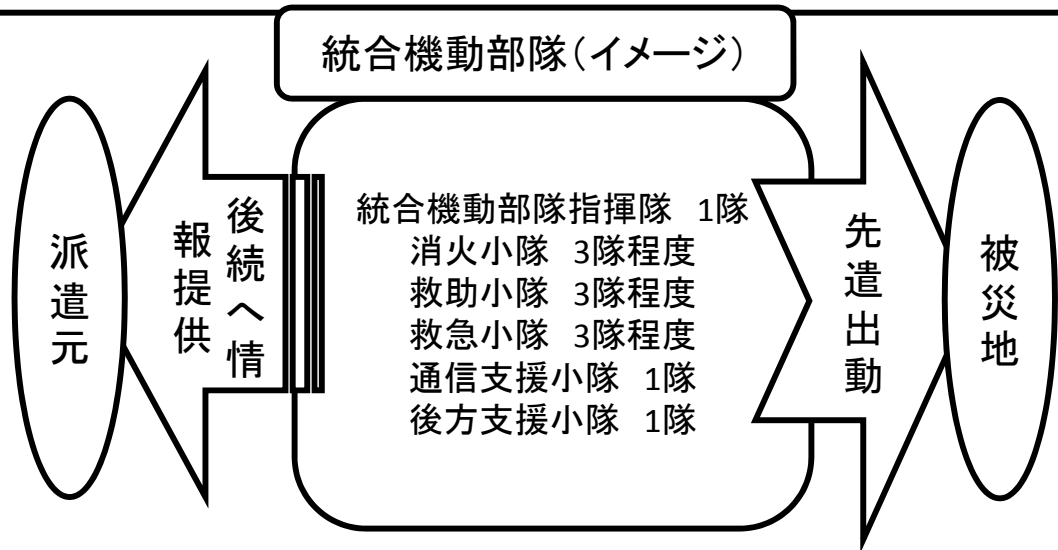 統合機動部隊（イメージ）
派遣元
後続へ情
報提供
統合機動部隊指揮隊 1隊
消火小隊 3隊程度
救助小隊 3隊程度
救急小隊 3隊程度
通信支援小隊 1隊
後方支援小隊 1隊
先遣出動
被災地